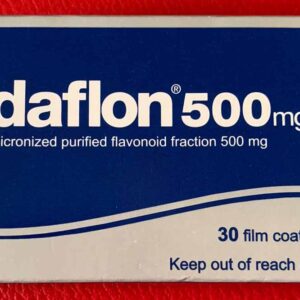 daflon® 500mg
icronized purified flavonoid fraction 500 mg
30 film coat
Keep out of reach